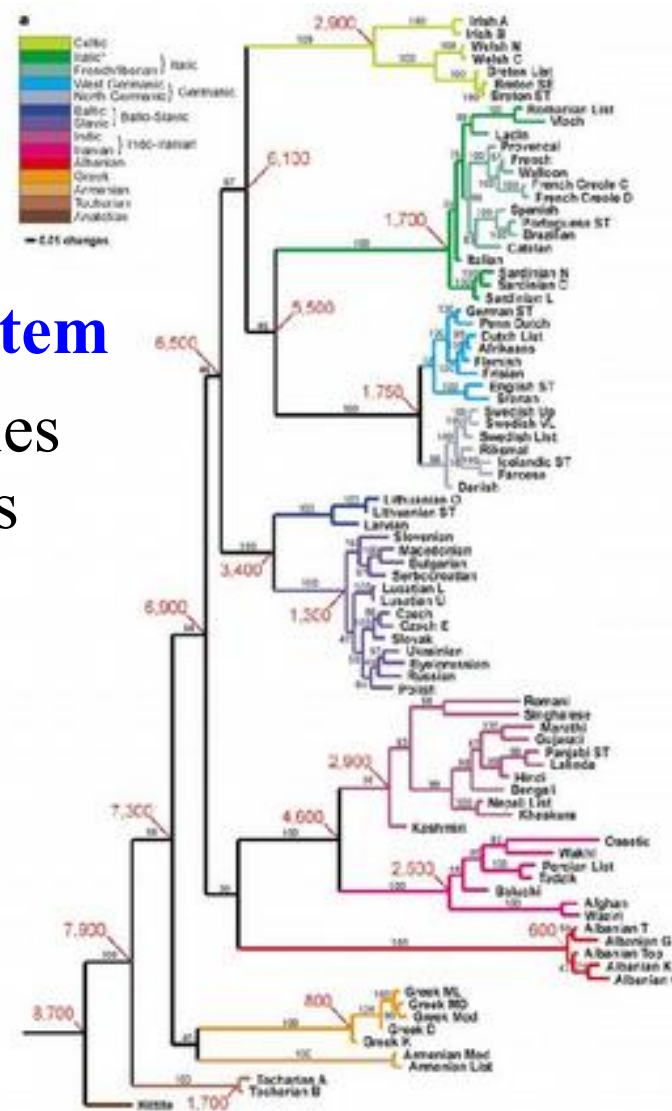 a
Celtic
Italic*
French/Iberian
Italic
West Germanic
North Germanic
Germanic
Baltic
Slavic
Balto-Slavic
Indic
Iranian
Indo-Iranian
Albanian
Greek
Armenian
Tocharian
Anatolian
0.05 changes
tem
es
s
2,900
6,100
1,700
5,500
6,500
1,750
3,400
1,300
6,900
2,900
4,600
7,300
2,500
600
7,900
800
8,700
1,700
Irish A
Irish B
Welsh N
Welsh C
Breton List
Breton SE
Breton ST
Romanian List
Vlach
Ladin
Provencal
French
Walloon
French Creole C
French Creole D
Spanish
Portuguese ST
Brazilian
Catalan
Italian
Sardinian N
Sardinian C
Sardinian L
German ST
Penn Dutch
Dutch List
Afrikaans
Flemish
Frisian
English ST
Sranan
Swedish Up
Swedish VL
Swedish List
Riksmal
Icelandic ST
Faroese
Danish
Lithuanian O
Lithuanian ST
Latvian
Slovenian
Macedonian
Bulgarian
Serbocroatian
Lusatian L
Lusatian U
Czech
Czech E
Slovak
Ukrainian
Byelorussian
Russian
Polish
Romani
Singhalese
Marathi
Gujarati
Panjabi ST
Lahnda
Hindi
Bengali
Nepali List
Khaskura
Kashmiri
Ossetic
Wakhi
Persian List
Tadzik
Baluchi
Afghan
Waziri
Albanian T
Albanian G
Albanian Top
Albanian K
Albanian
Greek ML
Greek MD
Greek Mod
Greek D
Greek K
Armenian Mod
Armenian List
Tocharian A
Tocharian B
Hittite